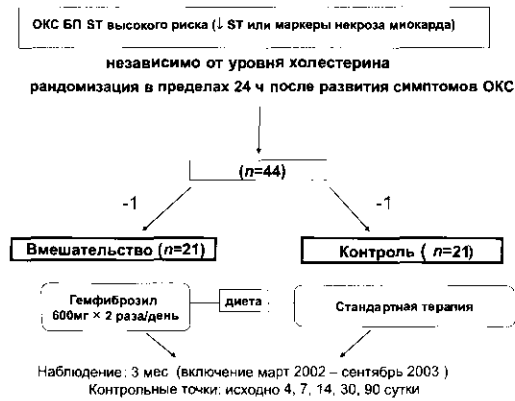 ОКС БП ST высокого риска (↓ ST или маркеры некроза миокарда)
независимо от уровня холестерина
рандомизация в пределах 24 ч после развития симптомов ОКС
(n=44)
-1 -1
Вмешательство (n=21) Контроль ( n=21)
Гемфиброзил
600мг × 2 раза/день
диета
Стандартная терапия
Наблюдение: 3 мес (включение март 2002 – сентябрь 2003 )
Контрольные точки: исходно 4, 7, 14, 30, 90 сутки